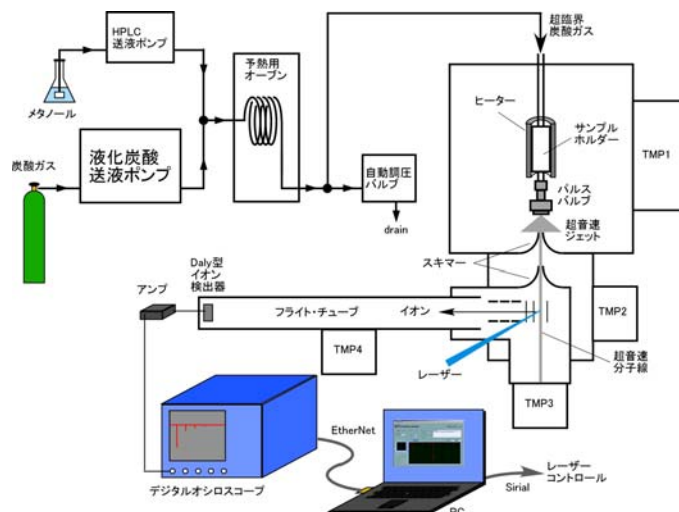 HPLC
送液ポンプ
メタノール
炭酸ガス
液化炭酸
送液ポンプ
予熱用
オーブン
自動調圧
バルブ
drain
超臨界
炭酸ガス
ヒーター
サンプル
ホルダー
TMP1
パルス
バルブ
超音速
ジェット
スキマー
Daly型
イオン
検出器
アンプ
フライト・チューブ
イオン
TMP2
TMP4
レーザー
超音速
分子線
TMP3
EtherNet
デジタルオシロスコープ
PC
Sirial
レーザー
コントロール